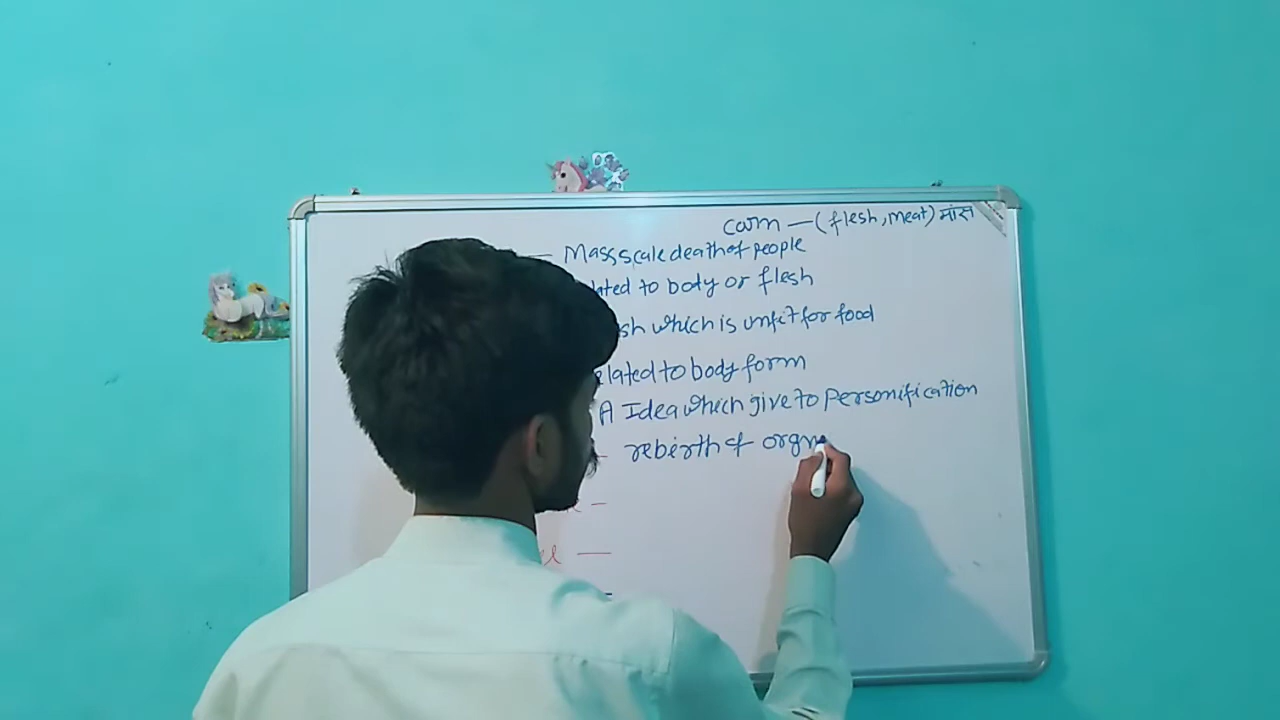 carn — (flesh, meat) मांस
— Mass scale death of people
lated to body or flesh
sh which is unfit for food
elated to body form
A Idea which give to personification
— rebirth of orgn
—
—